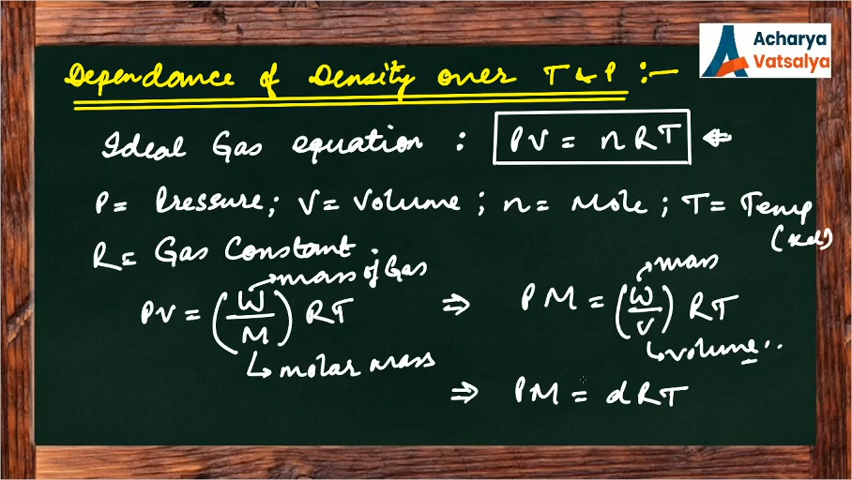 Acharya
Vatsalya
Dependance of Density over T & P :—
Ideal Gas equation : PV = nRT ⇐
P = Pressure; V = Volume ; n = Mole ; T = Temp
R = Gas Constant .
mass of Gas
mass
PV = (W/M) RT ⇒ PM = (W/V) RT
↳ molar mass ↳ volume..
⇒ PM = dRT